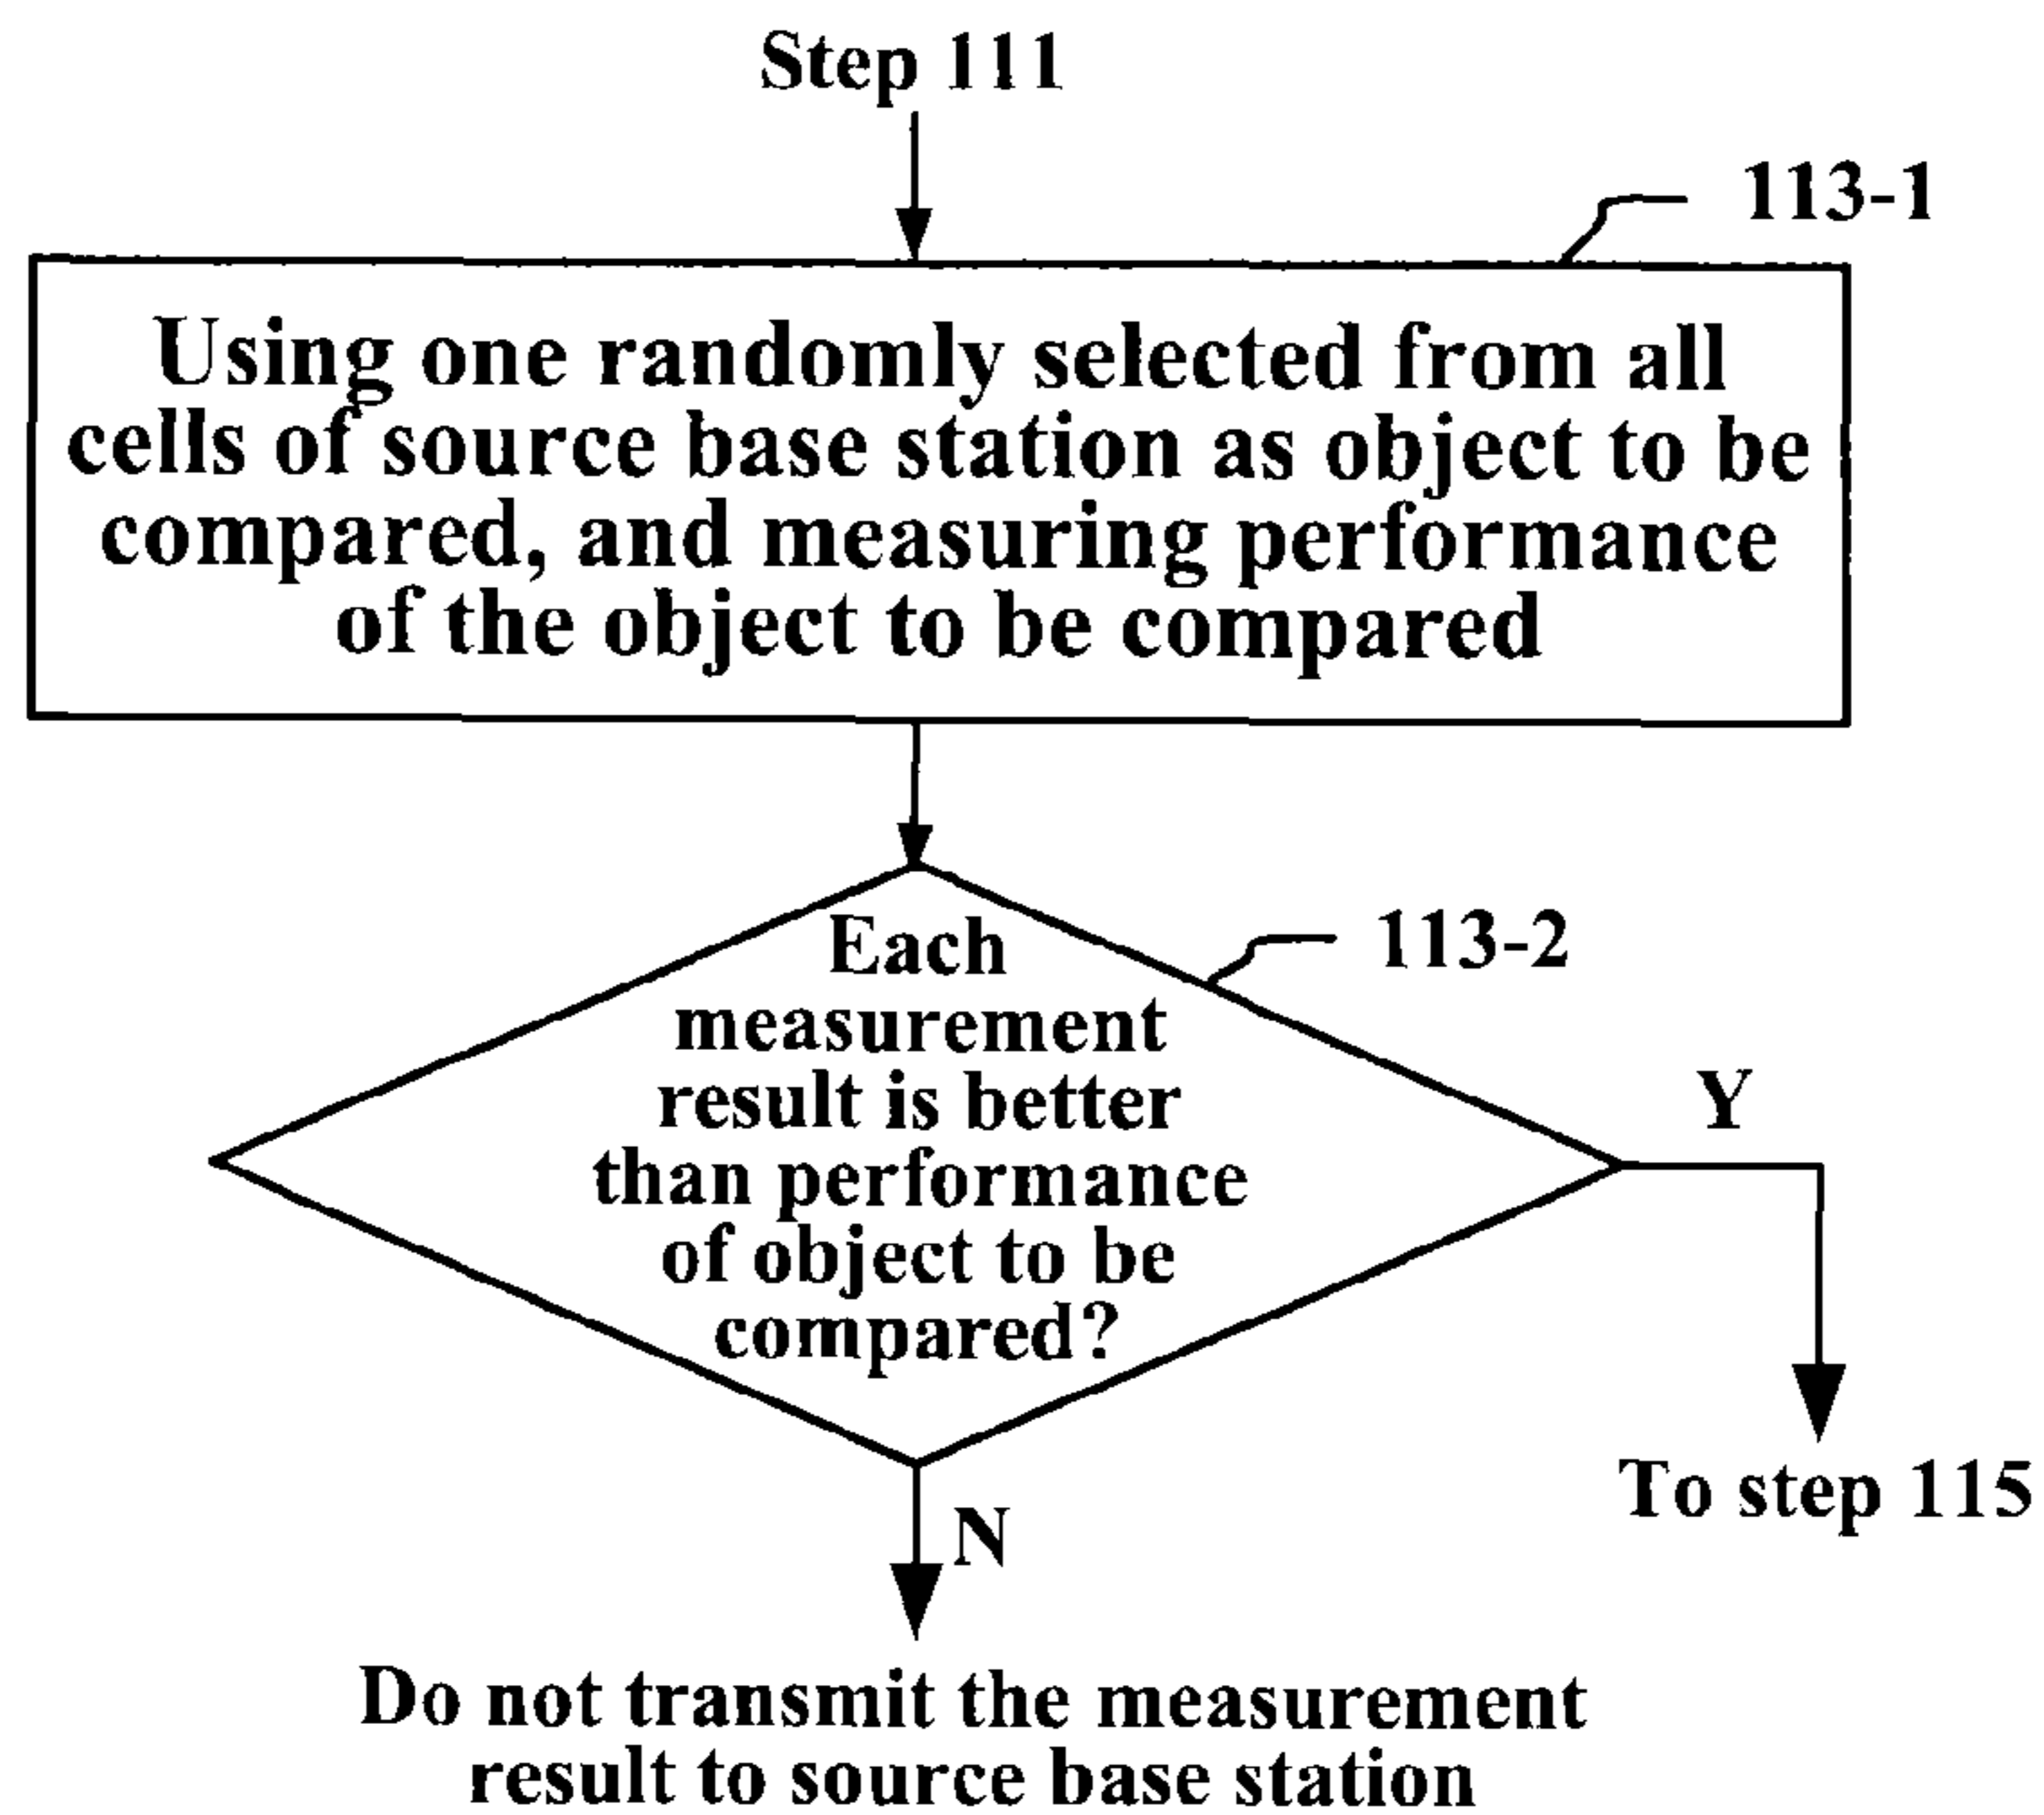 Step 111
113-1
Using one randomly selected from all
cells of source base station as object to be
compared, and measuring performance
of the object to be compared
Each
113-2
measurement
result is better
than performance
of object to be
compared?
Y
To step 115
N
Do not transmit the measurement
result to source base station